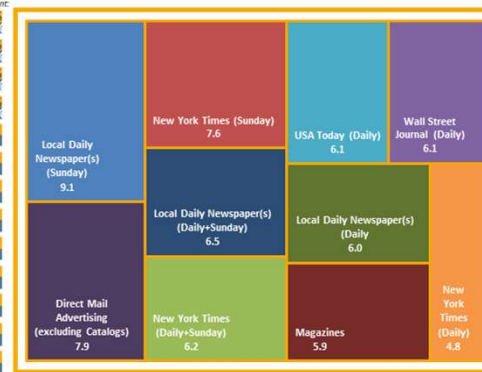 Local Daily
Newspaper(s)
(Sunday)
9.1
New York Times (Sunday)
7.6
USA Today (Daily)
6.1
Wall Street
Journal (Daily)
6.1
Local Daily Newspaper(s)
(Daily+Sunday)
6.5
Local Daily Newspaper(s)
(Daily
6.0
Direct Mail
Advertising
(excluding Catalogs)
7.9
New York Times
(Daily+Sunday)
6.2
Magazines
5.9
New
York
Times
(Daily)
4.8